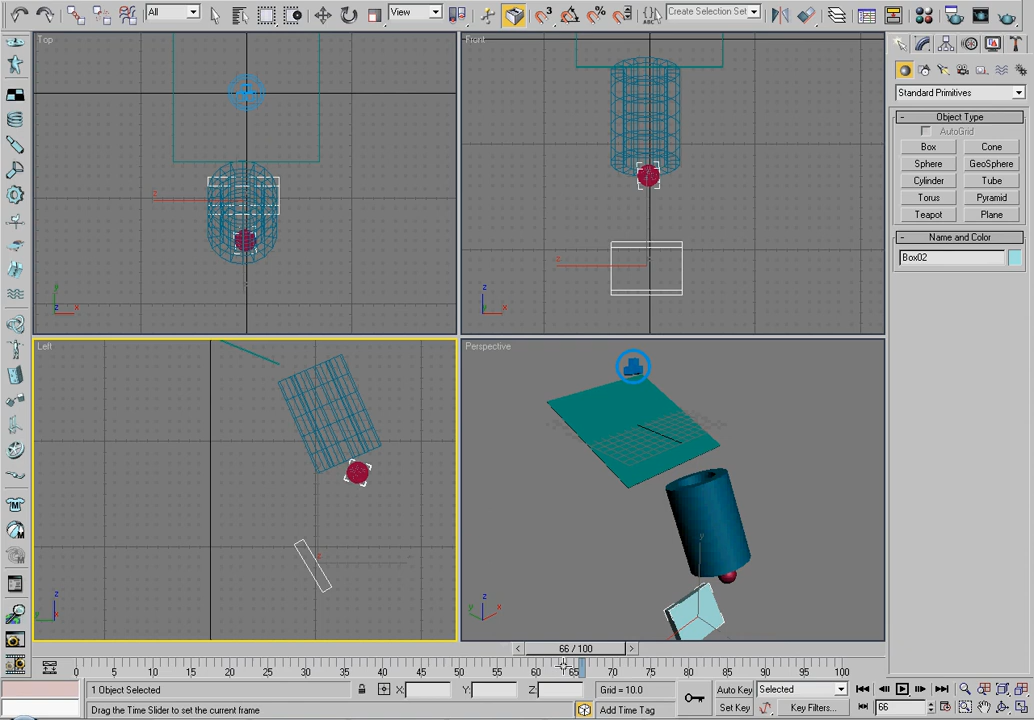 All
View
Create Selection Set
Top
Front
Left
Perspective
Standard Primitives
Object Type
AutoGrid
Box
Cone
Sphere
GeoSphere
Cylinder
Tube
Torus
Pyramid
Teapot
Plane
Name and Color
Box02
< 66 / 100 >
0 5 10 15 20 25 30 35 40 45 50 55 60 65 70 75 80 85 90 95 100
1 Object Selected
X:
Y:
Z:
Grid = 10.0
Auto Key
Selected
Drag the Time Slider to set the current frame
Add Time Tag
Set Key
Key Filters...
66